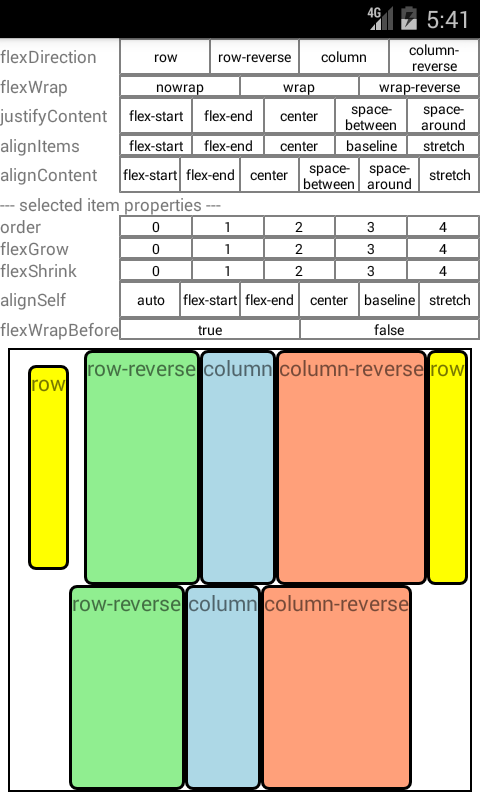 4G 5:41
flexDirection row row-reverse column column-
reverse
flexWrap nowrap wrap wrap-reverse
justifyContent flex-start flex-end center space-
between space-
around
alignItems flex-start flex-end center baseline stretch
alignContent flex-start flex-end center space-
between space-
around stretch
--- selected item properties ---
order 0 1 2 3 4
flexGrow 0 1 2 3 4
flexShrink 0 1 2 3 4
alignSelf auto flex-start flex-end center baseline stretch
flexWrapBefore true false
row row-reverse column column-reverse row
row-reverse column column-reverse